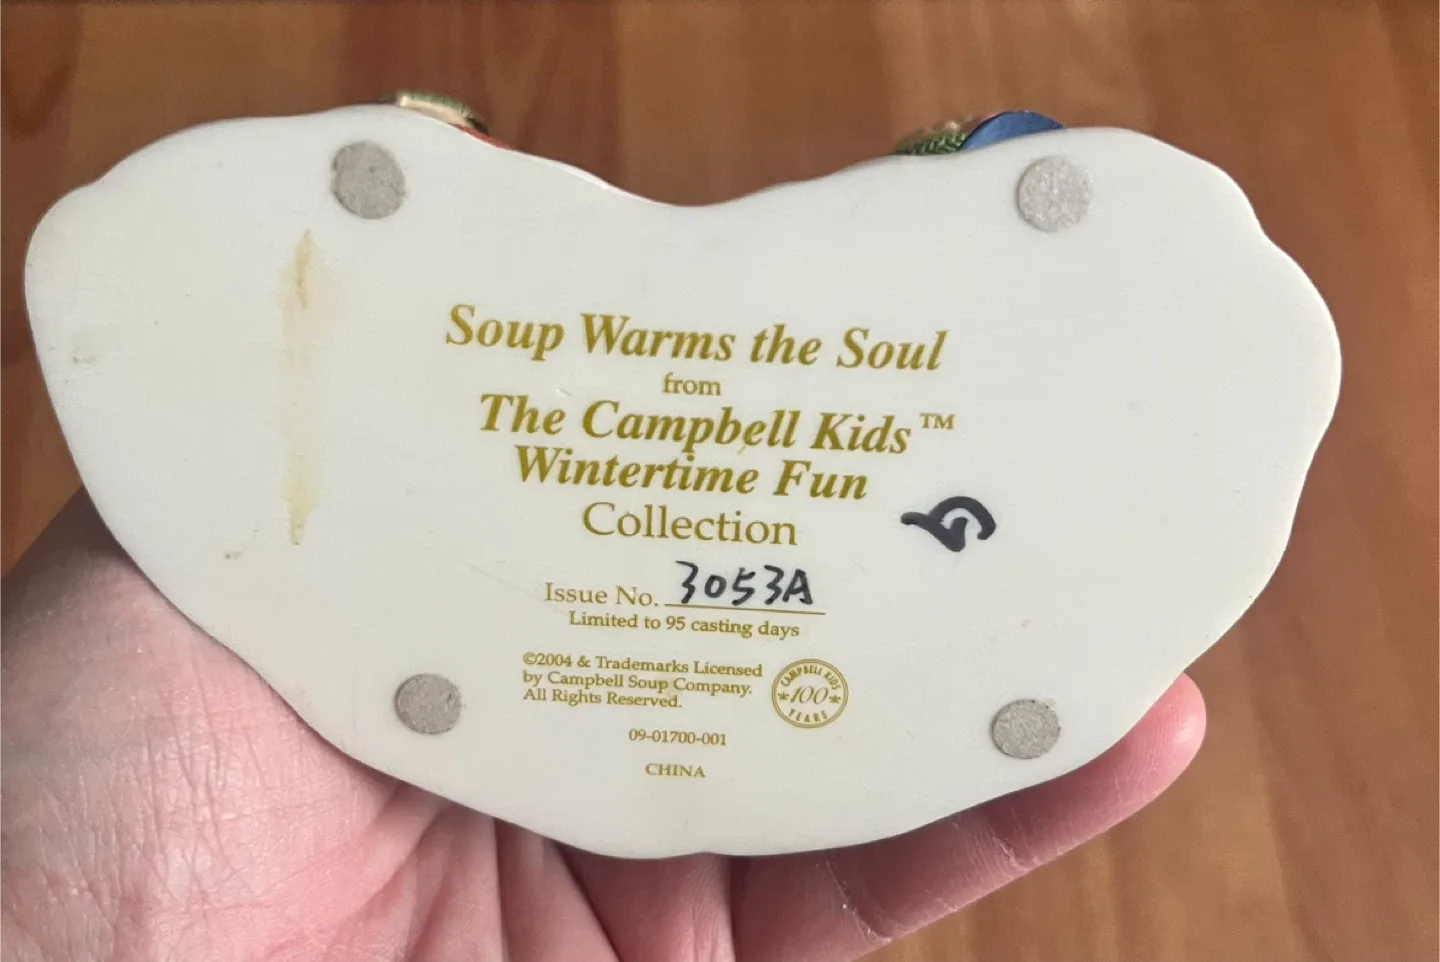 Soup Warms the Soul
from
The Campbell Kids™
Wintertime Fun
Collection
Issue No. 3053A
Limited to 95 casting days
©2004 & Trademarks Licensed
by Campbell Soup Company.
All Rights Reserved.
CAMPBELL KIDS
*100*
YEARS
09-01700-001
CHINA